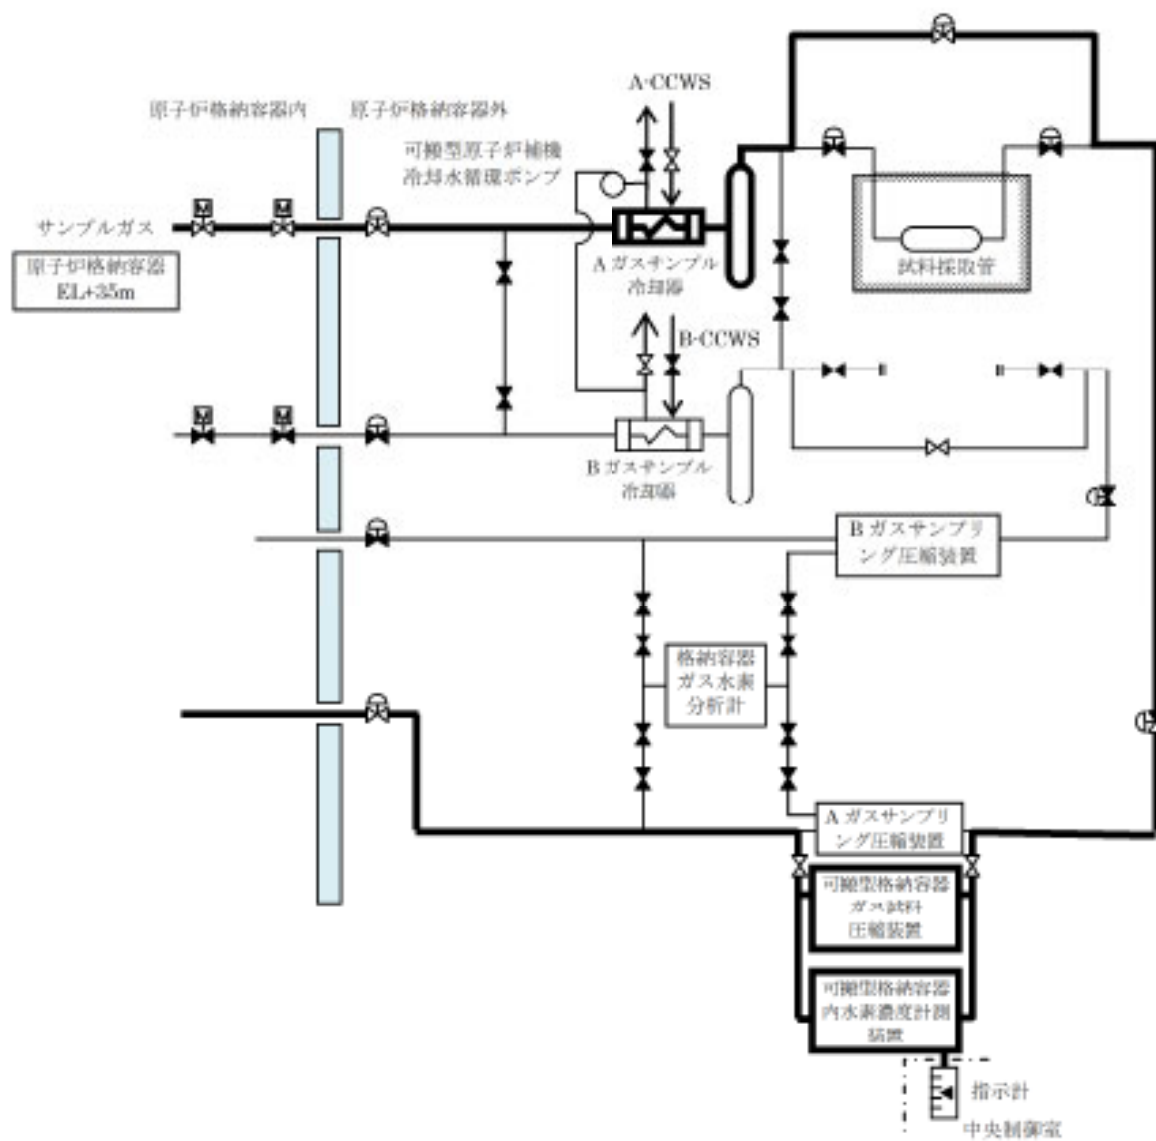 A-CCWS
原子炉格納容器内
原子炉格納容器外
可搬型原子炉補機
冷却水循環ポンプ
M
M
サンプルガス
原子炉格納容器
EL+35m
A ガスサンプル
冷却器
試料採取管
B-CCWS
M
M
B ガスサンプル
冷却器
B ガスサンプリ
ング圧縮装置
格納容器
ガス水素
分析計
A ガスサンプリ
ング圧縮装置
可搬型格納容器
ガス試料
圧縮装置
可搬型格納容器
内水素濃度計測
装置
指示計
中央制御室